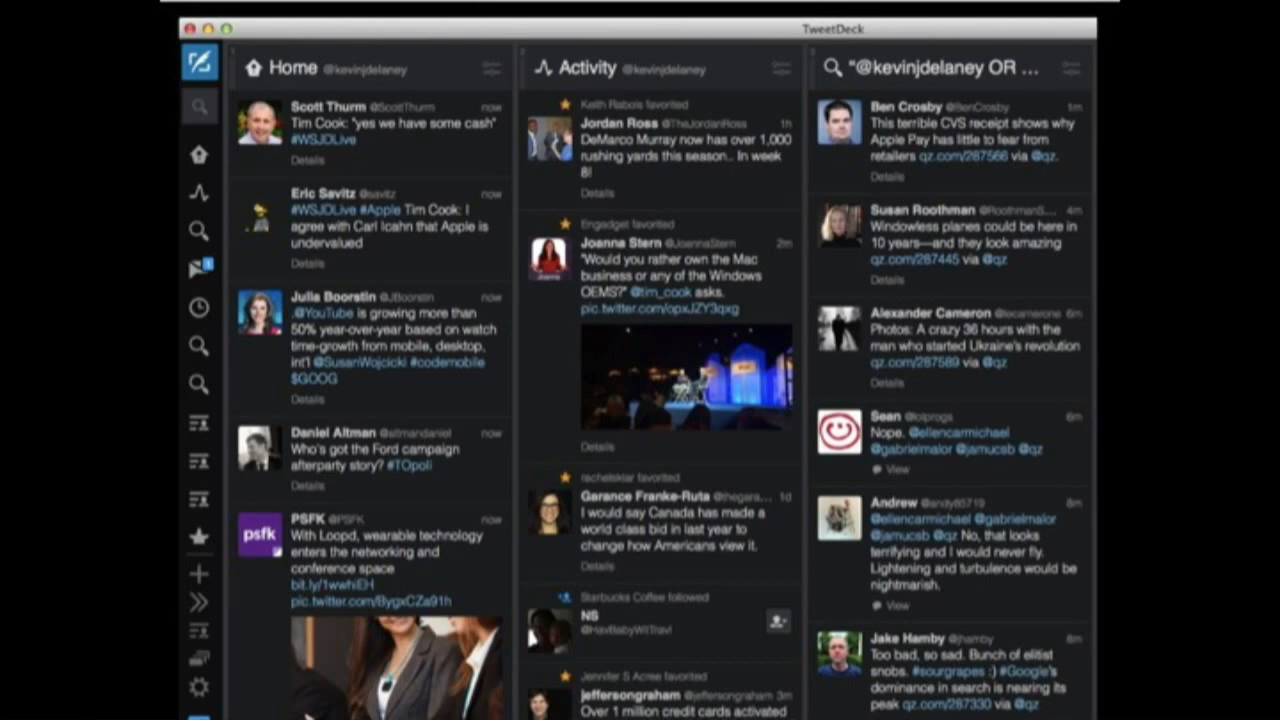 TweetDeck
Home @kevinjdelaney
Scott Thurm @ScottThurm now
Tim Cook: "yes we have some cash"
#WSJDLive
Details
Eric Savitz @savitz now
#WSJDLive #Apple Tim Cook: I
agree with Carl Icahn that Apple is
undervalued
Details
Julia Boorstin @JBoorstin now
.@YouTube is growing more than
50% year-over-year based on watch
time-growth from mobile, desktop,
int'l @SusanWojcicki #codemobile
$GOOG
Details
Daniel Altman @altmandaniel now
Who's got the Ford campaign
afterparty story? #TOpoli
Details
PSFK @PSFK now
psfk
With Loopd, wearable technology
enters the networking and
conference space
bit.ly/1wwhiEH
pic.twitter.com/BygxCZa91h
Activity @kevinjdelaney
Keith Rabois favorited
Jordan Ross @TheJordanRoss 1h
DeMarco Murray now has over 1,000
rushing yards this season.. In week
8!
Details
Engadget favorited
Joanna Stern @JoannaStern 2m
"Would you rather own the Mac
business or any of the Windows
OEMS?" @tim_cook asks.
pic.twitter.com/opxJZY3qxg
Details
rachelsklar favorited
Garance Franke-Ruta @thegara... 1d
I would say Canada has made a
world class bid in last year to
change how Americans view it.
Details
Starbucks Coffee followed
NS
@HavBabyWilTravl
Jennifer S Acree favorited
jeffersongraham @jeffersongraham 3m
Over 1 million credit cards activated
"@kevinjdelaney OR ...
Ben Crosby @BenCrosby 1m
This terrible CVS receipt shows why
Apple Pay has little to fear from
retailers qz.com/287566 via @qz.
Details
Susan Roothman @RoothmanS... 4m
Windowless planes could be here in
10 years—and they look amazing
qz.com/287445 via @qz
Details
Alexander Cameron @lecamerone 6m
Photos: A crazy 36 hours with the
man who started Ukraine's revolution
qz.com/287589 via @qz
Details
Sean @lolprogs 6m
Nope. @ellencarmichael
@gabrielmalor @jamucsb @qz
View
Andrew @andy85719 8m
@ellencarmichael @gabrielmalor
@jamucsb @qz No, that looks
terrifying and I would never fly.
Lightening and turbulence would be
nightmarish.
View
Jake Hamby @jhamby 8m
Too bad, so sad. Bunch of elitist
snobs. #sourgrapes :) #Google's
dominance in search is nearing its
peak qz.com/287330 via @qz